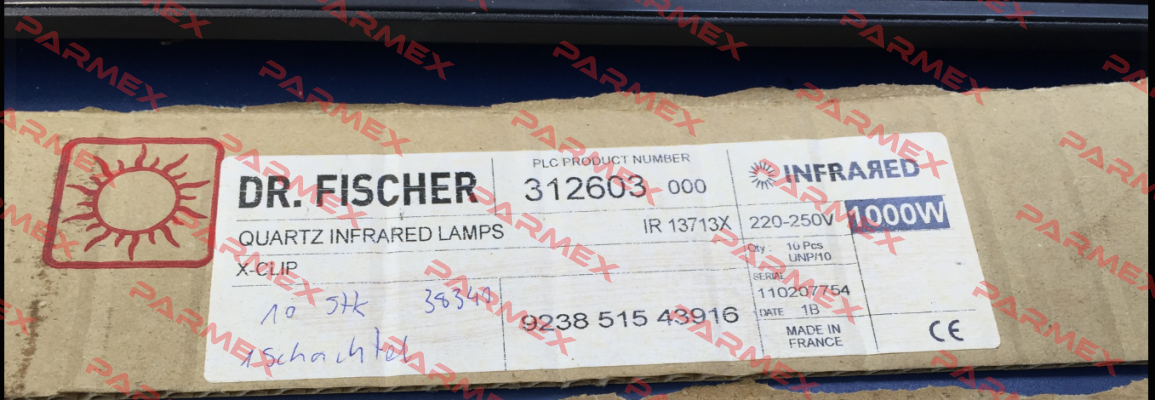 DR. FISCHER
PLC PRODUCT NUMBER
312603 000
INFRARED
QUARTZ INFRARED LAMPS
IR 13713X
220-250V
1000W
X-CLIP
Qty : 10 Pcs
UNP/10
SERIAL
110207754
DATE 1B
10 Stk 38341
1 Schachtel
9238 515 43916
MADE IN
FRANCE
CE
PARMEX